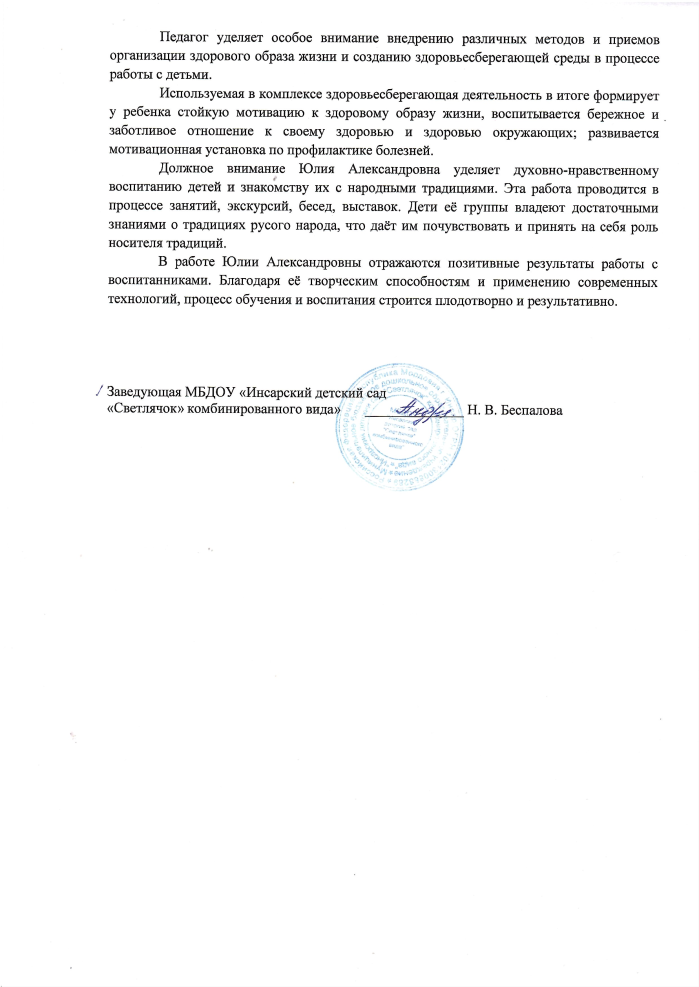 Педагог уделяет особое внимание внедрению различных методов и приемов
организации здорового образа жизни и созданию здоровьесберегающей среды в процессе
работы с детьми.
Используемая в комплексе здоровьесберегающая деятельность в итоге формирует
у ребенка стойкую мотивацию к здоровому образу жизни, воспитывается бережное и
заботливое отношение к своему здоровью и здоровью окружающих; развивается
мотивационная установка по профилактике болезней.
Должное внимание Юлия Александровна уделяет духовно-нравственному
воспитанию детей и знакомству их с народными традициями. Эта работа проводится в
процессе занятий, экскурсий, бесед, выставок. Дети её группы владеют достаточными
знаниями о традициях русого народа, что даёт им почувствовать и принять на себя роль
носителя традиций.
В работе Юлии Александровны отражаются позитивные результаты работы с
воспитанниками. Благодаря её творческим способностям и применению современных
технологий, процесс обучения и воспитания строится плодотворно и результативно.
Заведующая МБДОУ «Инсарский детский сад
«Светлячок» комбинированного вида» Н. В. Беспалова